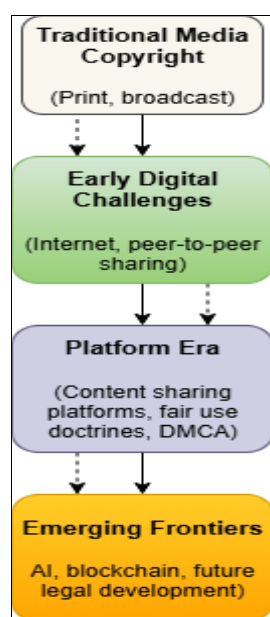 Traditional Media
Copyright
(Print, broadcast)
Early Digital
Challenges
(Internet, peer-to-peer
sharing)
Platform Era
(Content sharing
platforms, fair use
doctrines, DMCA)
Emerging Frontiers
AI, blockchain, future
legal development)